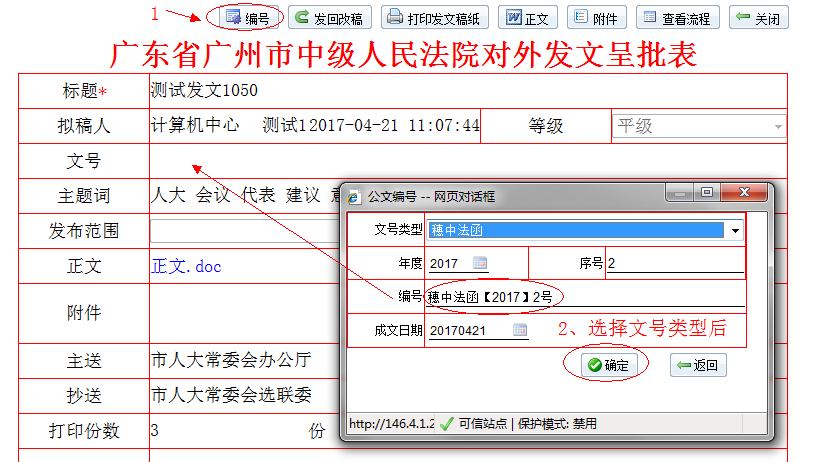 1
编号 发回改稿 打印发文稿纸 正文 附件 查看流程 关闭
广东省广州市中级人民法院对外发文呈批表
标题* 测试发文1050
拟稿人 计算机中心 测试12017-04-21 11:07:44 等级 平级
文号
主题词 人大 会议 代表 建议
发布范围
正文 正文.doc
附件
主送 市人大常委会办公厅
抄送 市人大常委会选联委
打印份数 3 份
公文编号 -- 网页对话框
文号类型 穗中法函
年度 2017 序号 2
编号 穗中法函【2017】2号
成文日期 20170421
2、选择文号类型后
确定 返回
http://146.4.1.2 可信站点 | 保护模式: 禁用